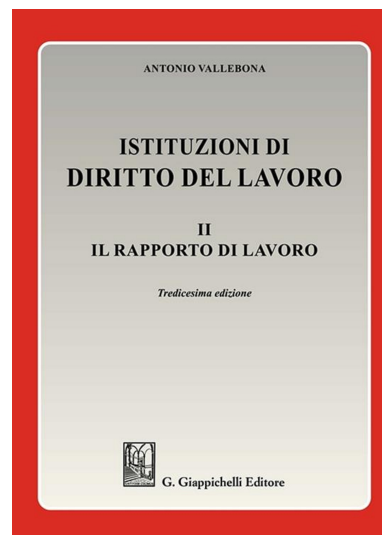 ANTONIO VALLEBONA
ISTITUZIONI DI
DIRITTO DEL LAVORO
II
IL RAPPORTO DI LAVORO
Tredicesima edizione
G. Giappichelli Editore